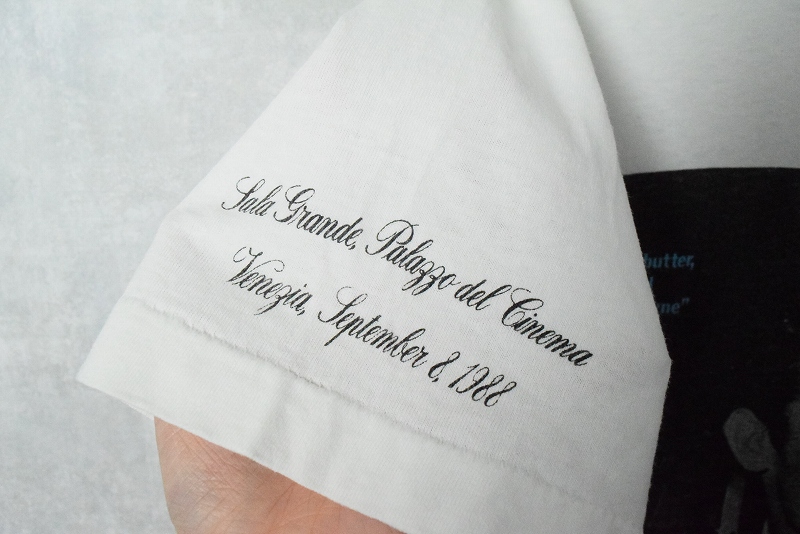 Sala Grande, Palazzo del Cinema
Venezia, September 8, 1988
butter,
ne"